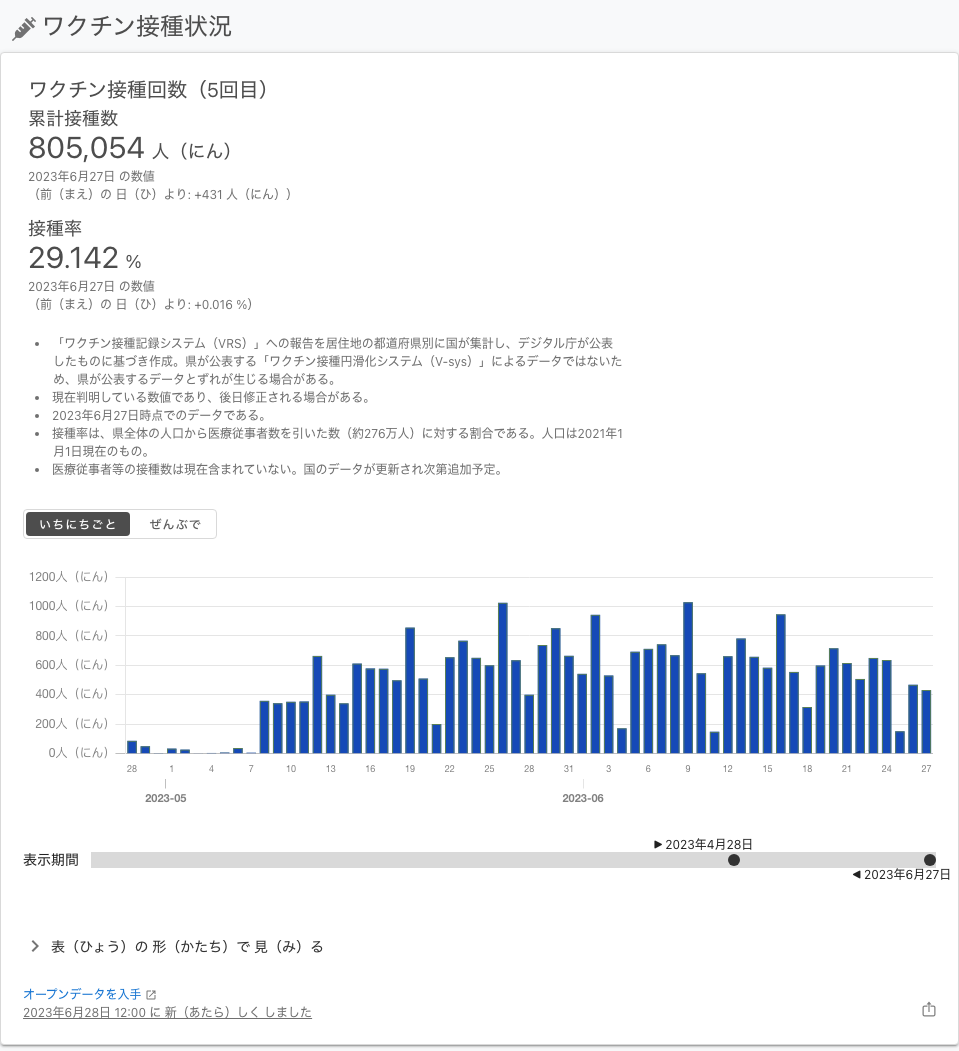 ワクチン接種状況
ワクチン接種回数（5回目）
累計接種数
805,054 人（にん）
2023年6月27日 の数値
（前（まえ）の 日（ひ）より: +431 人（にん））
接種率
29.142 %
2023年6月27日 の数値
（前（まえ）の 日（ひ）より: +0.016 %）
• 「ワクチン接種記録システム（VRS）」への報告を居住地の都道府県別に国が集計し、デジタル庁が公表
したものに基づき作成。県が公表する「ワクチン接種円滑化システム（V-sys）」によるデータではないた
め、県が公表するデータとずれが生じる場合がある。
• 現在判明している数値であり、後日修正される場合がある。
• 2023年6月27日時点でのデータである。
• 接種率は、県全体の人口から医療従事者数を引いた数（約276万人）に対する割合である。人口は2021年1
月1日現在のもの。
• 医療従事者等の接種数は現在含まれていない。国のデータが更新され次第追加予定。
いちにちごと ぜんぶで
1200人（にん）
1000人（にん）
800人（にん）
600人（にん）
400人（にん）
200人（にん）
0人（にん）
28 1 4 7 10 13 16 19 22 25 28 31 3 6 9 12 15 18 21 24 27
2023-05 2023-06
▶ 2023年4月28日
表示期間
◀ 2023年6月27日
表（ひょう）の 形（かたち）で 見（み）る
オープンデータを入手
2023年6月28日 12:00 に 新（あたら）しく しました